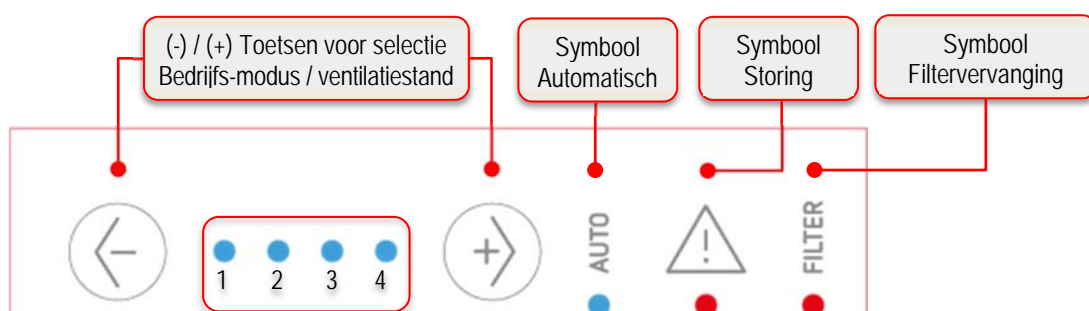 (-) / (+) Toetsen voor selectie
Bedrijfs-modus / ventilatiestand
Symbool
Automatisch
Symbool
Storing
Symbool
Filtervervanging
−
+
AUTO
!
FILTER
1 2 3 4